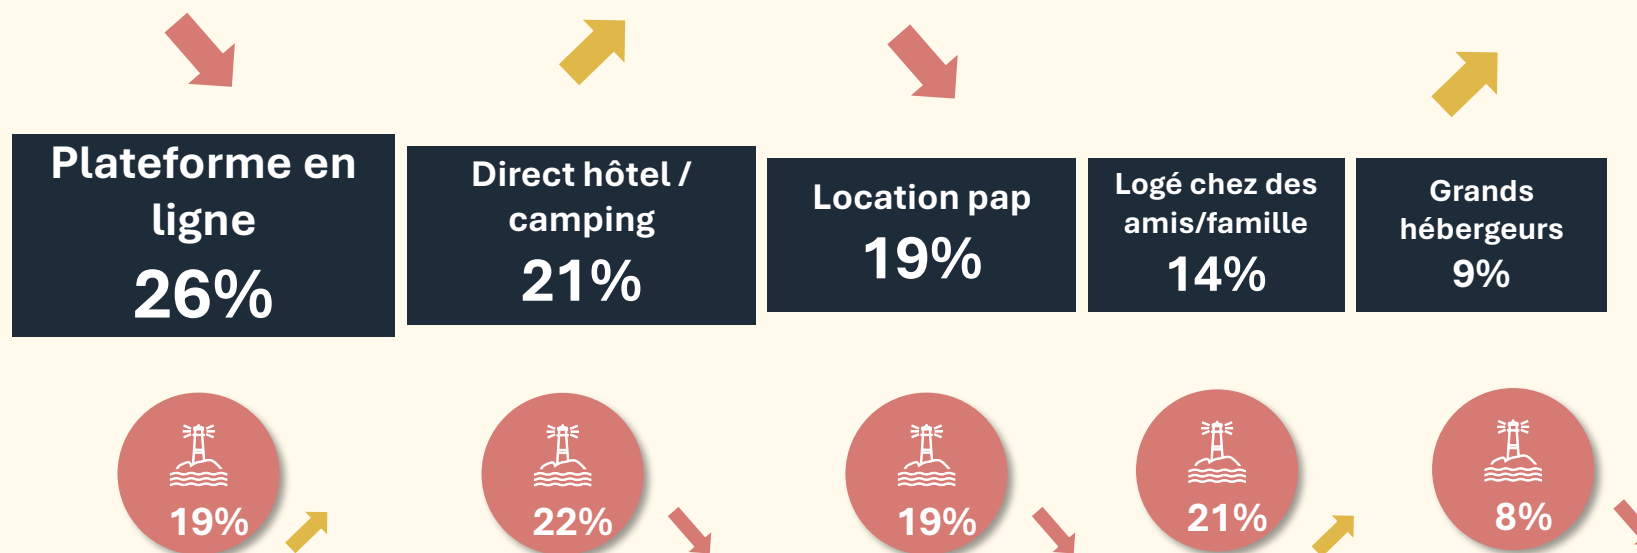 Plateforme en
ligne
26%
Direct hôtel /
camping
21%
Location pap
19%
Logé chez des
amis/famille
14%
Grands
hébergeurs
9%
19%
22%
19%
21%
8%